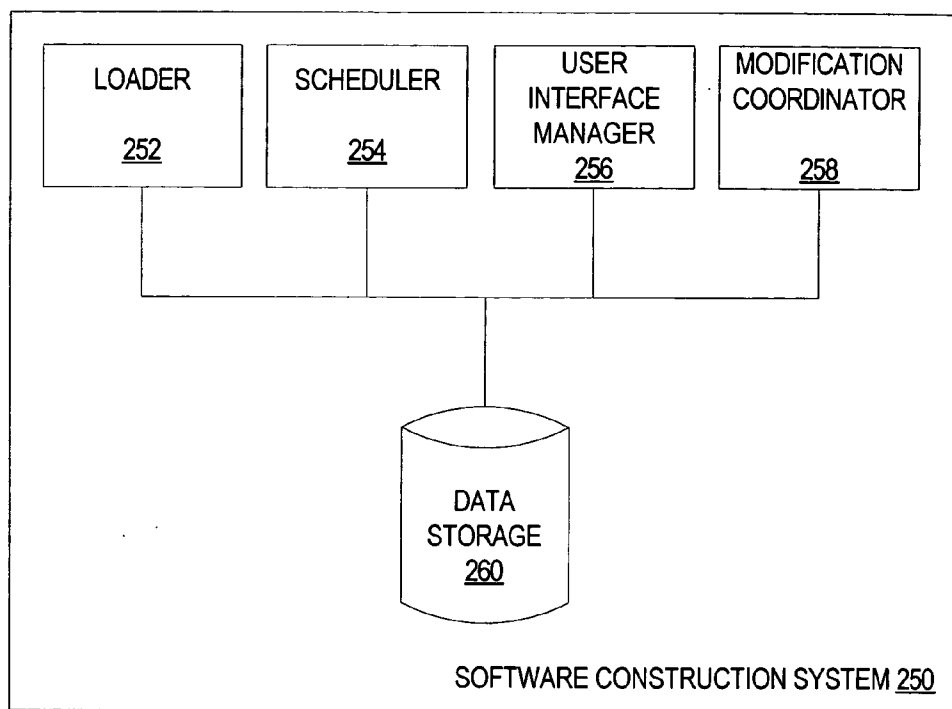 LOADER
252
SCHEDULER
254
USER
INTERFACE
MANAGER
256
MODIFICATION
COORDINATOR
258
DATA
STORAGE
260
SOFTWARE CONSTRUCTION SYSTEM 250